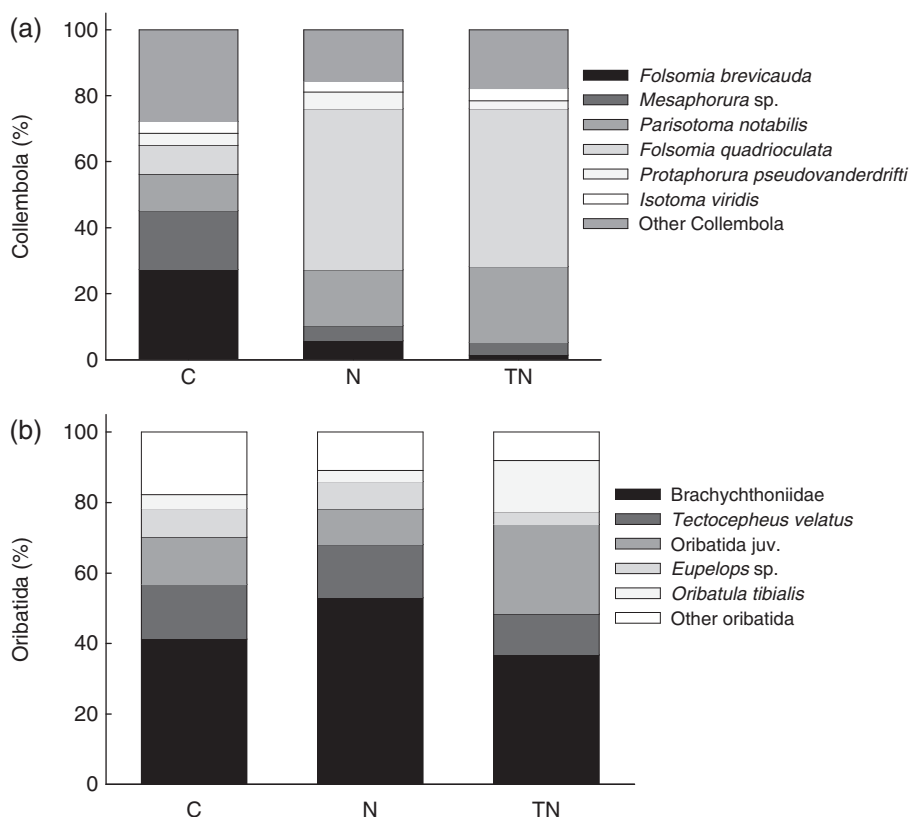 (a)
Collembola (%)
100
80
60
40
20
0
C N TN
Folsomia brevicauda
Mesaphorura sp.
Parisotoma notabilis
Folsomia quadrioculata
Protaphorura pseudovanderdrifti
Isotoma viridis
Other Collembola
(b)
Oribatida (%)
100
80
60
40
20
0
C N TN
Brachychthoniidae
Tectocepheus velatus
Oribatida juv.
Eupelops sp.
Oribatula tibialis
Other oribatida